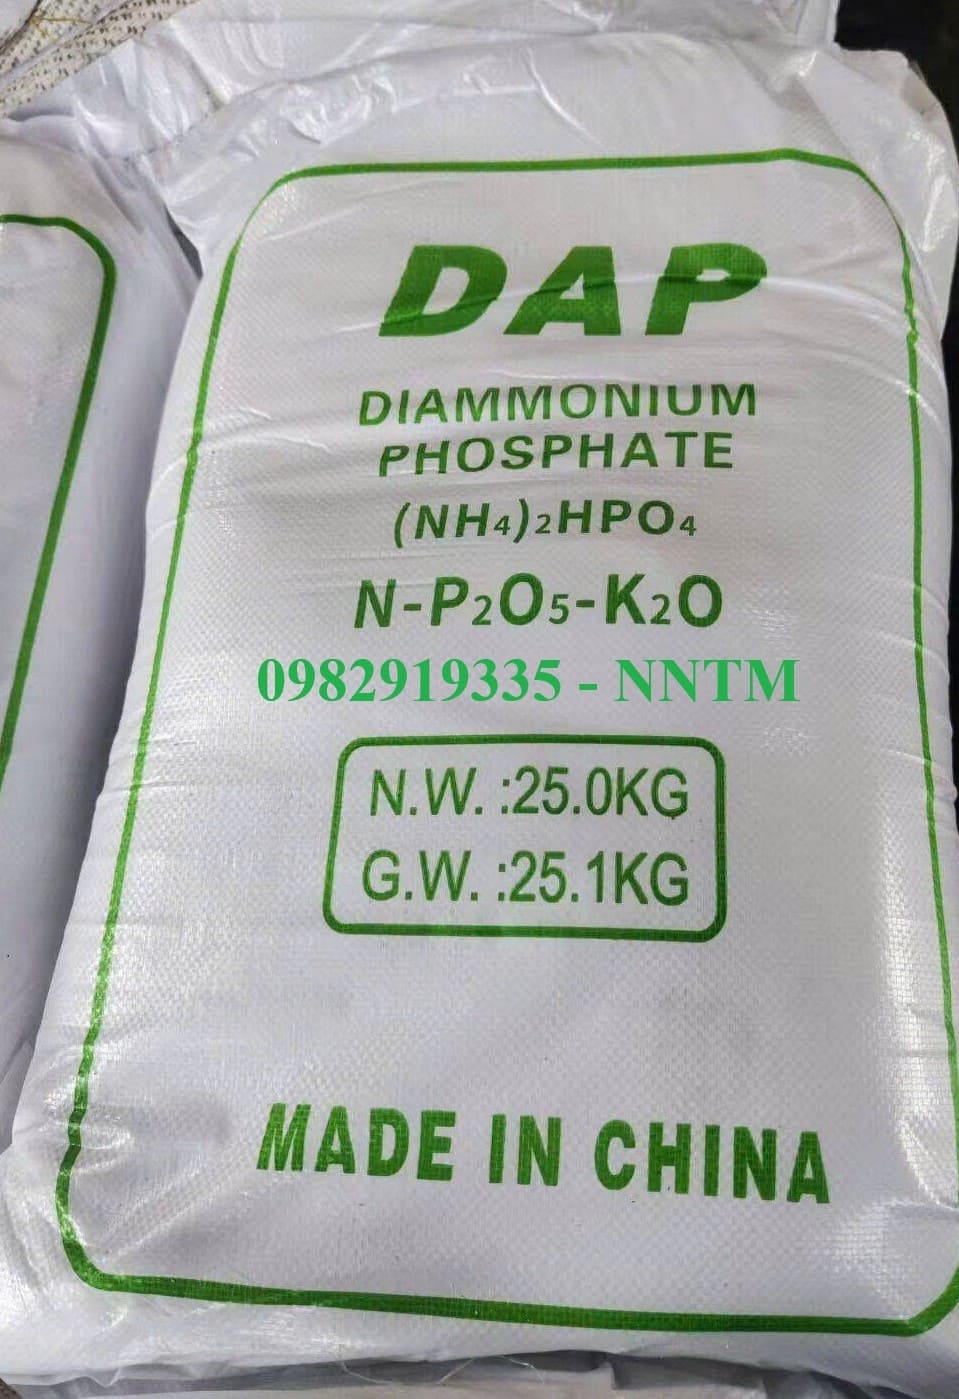 DAP
DIAMMONIUM
PHOSPHATE
(NH4)2HPO4
N-P2O5-K2O
0982919335 - NNTM
N.W. :25.0KG
G.W. :25.1KG
MADE IN CHINA